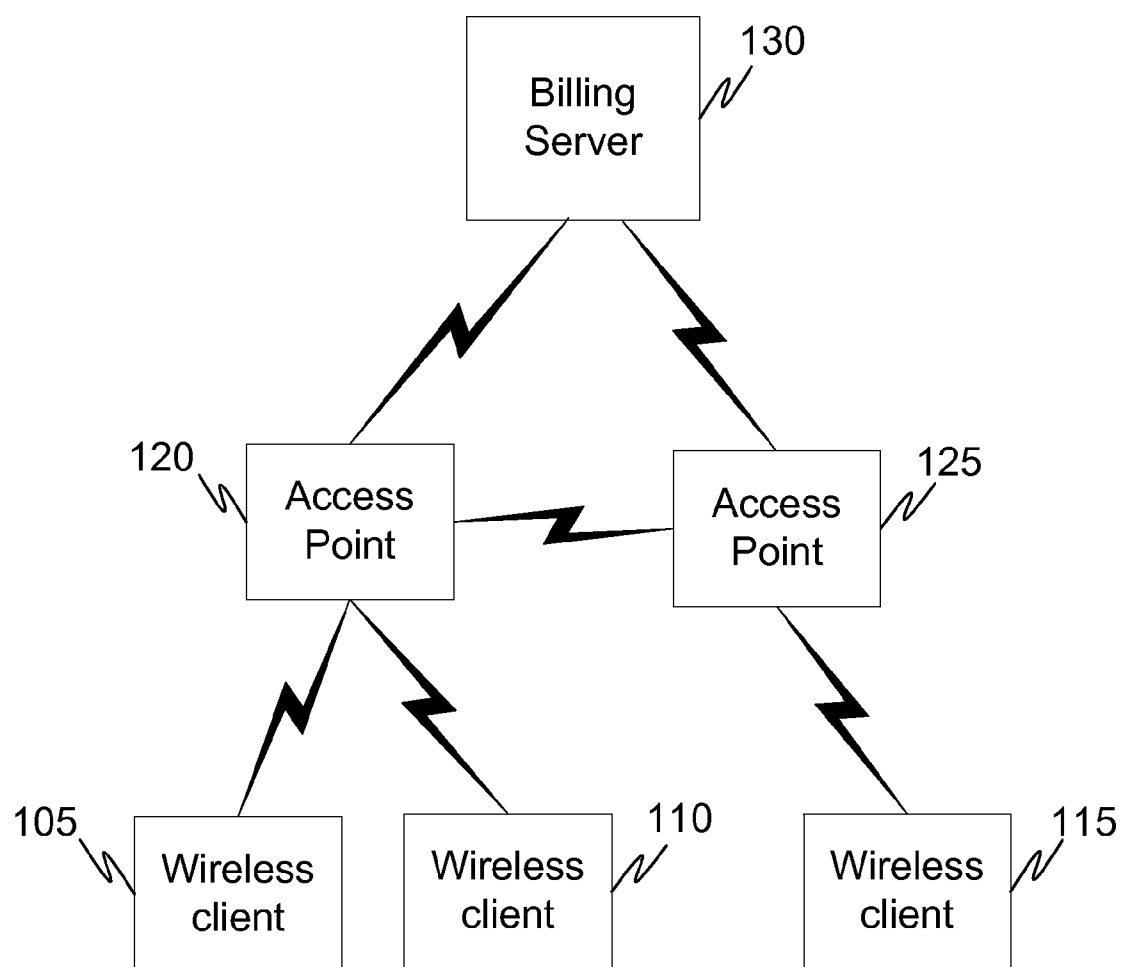 130
Billing
Server
120
Access
Point
125
Access
Point
105
Wireless
client
110
Wireless
client
115
Wireless
client